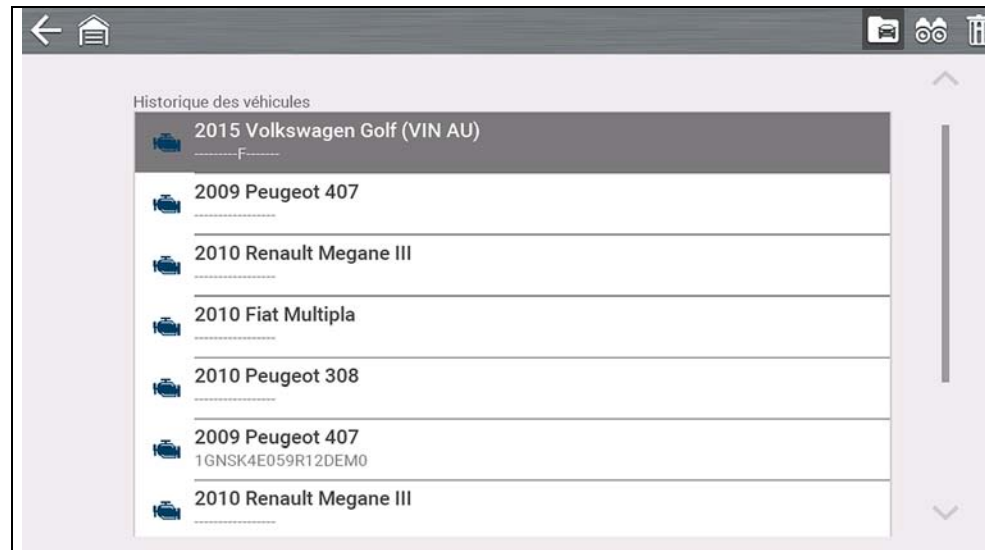 Historique des véhicules
2015 Volkswagen Golf (VIN AU)
---------F-------
2009 Peugeot 407
-----------------
2010 Renault Megane III
-----------------
2010 Fiat Multipla
-----------------
2010 Peugeot 308
-----------------
2009 Peugeot 407
1GNSK4E059R12DEM0
2010 Renault Megane III
-----------------